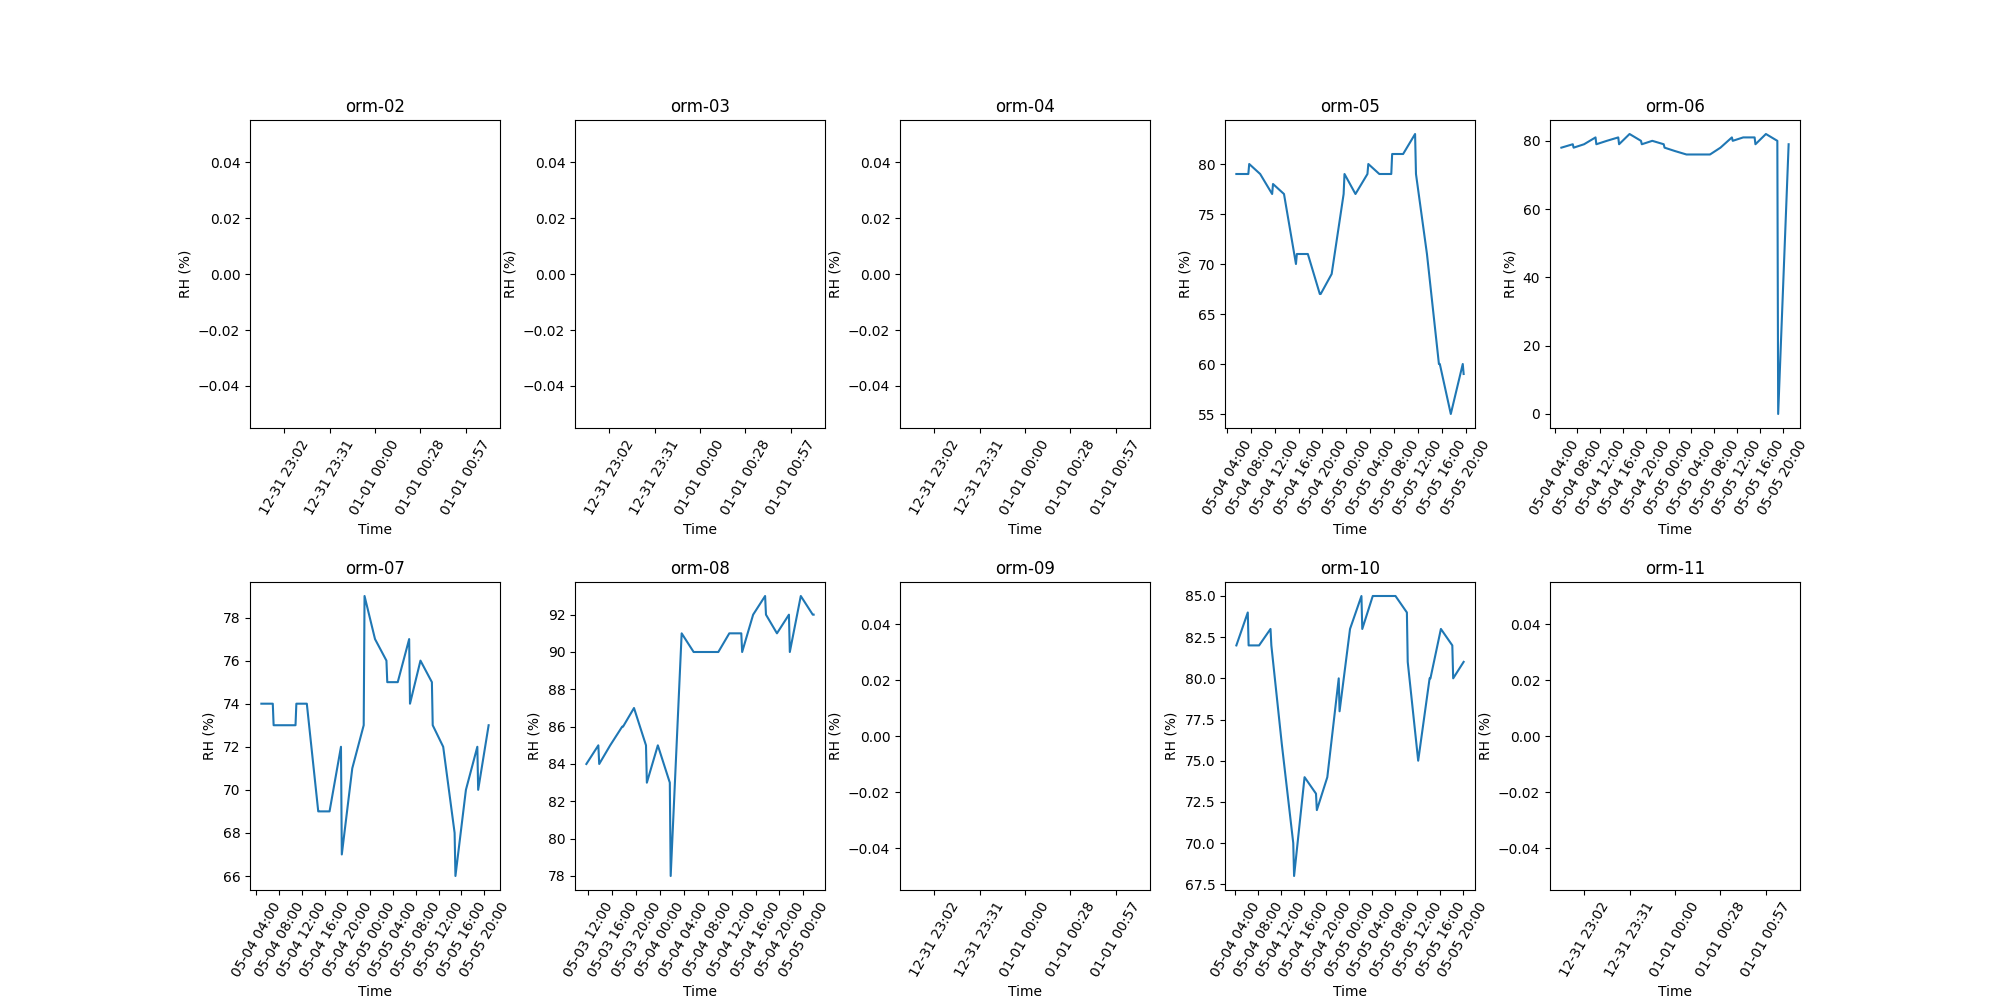 orm-02 orm-03 orm-04 orm-05 orm-06
RH (%) 0.04 0.02 0.00 −0.02 −0.04
12-31 23:02 12-31 23:31 01-01 00:00 01-01 00:28 01-01 00:57
Time
RH (%) 0.04 0.02 0.00 −0.02 −0.04
12-31 23:02 12-31 23:31 01-01 00:00 01-01 00:28 01-01 00:57
Time
RH (%) 0.04 0.02 0.00 −0.02 −0.04
12-31 23:02 12-31 23:31 01-01 00:00 01-01 00:28 01-01 00:57
Time
RH (%) 80 75 70 65 60 55
05-04 04:00 05-04 08:00 05-04 12:00 05-04 16:00 05-04 20:00 05-05 00:00 05-05 04:00 05-05 08:00 05-05 12:00 05-05 16:00 05-05 20:00
Time
RH (%) 80 60 40 20 0
05-04 04:00 05-04 08:00 05-04 12:00 05-04 16:00 05-04 20:00 05-05 00:00 05-05 04:00 05-05 08:00 05-05 12:00 05-05 16:00 05-05 20:00
Time
orm-07 orm-08 orm-09 orm-10 orm-11
RH (%) 78 76 74 72 70 68 66
05-04 04:00 05-04 08:00 05-04 12:00 05-04 16:00 05-04 20:00 05-05 00:00 05-05 04:00 05-05 08:00 05-05 12:00 05-05 16:00 05-05 20:00
Time
RH (%) 92 90 88 86 84 82 80 78
05-03 12:00 05-03 16:00 05-03 20:00 05-04 00:00 05-04 04:00 05-04 08:00 05-04 12:00 05-04 16:00 05-04 20:00 05-05 00:00
Time
RH (%) 0.04 0.02 0.00 −0.02 −0.04
12-31 23:02 12-31 23:31 01-01 00:00 01-01 00:28 01-01 00:57
Time
RH (%) 85.0 82.5 80.0 77.5 75.0 72.5 70.0 67.5
05-04 04:00 05-04 08:00 05-04 12:00 05-04 16:00 05-04 20:00 05-05 00:00 05-05 04:00 05-05 08:00 05-05 12:00 05-05 16:00 05-05 20:00
Time
RH (%) 0.04 0.02 0.00 −0.02 −0.04
12-31 23:02 12-31 23:31 01-01 00:00 01-01 00:28 01-01 00:57
Time